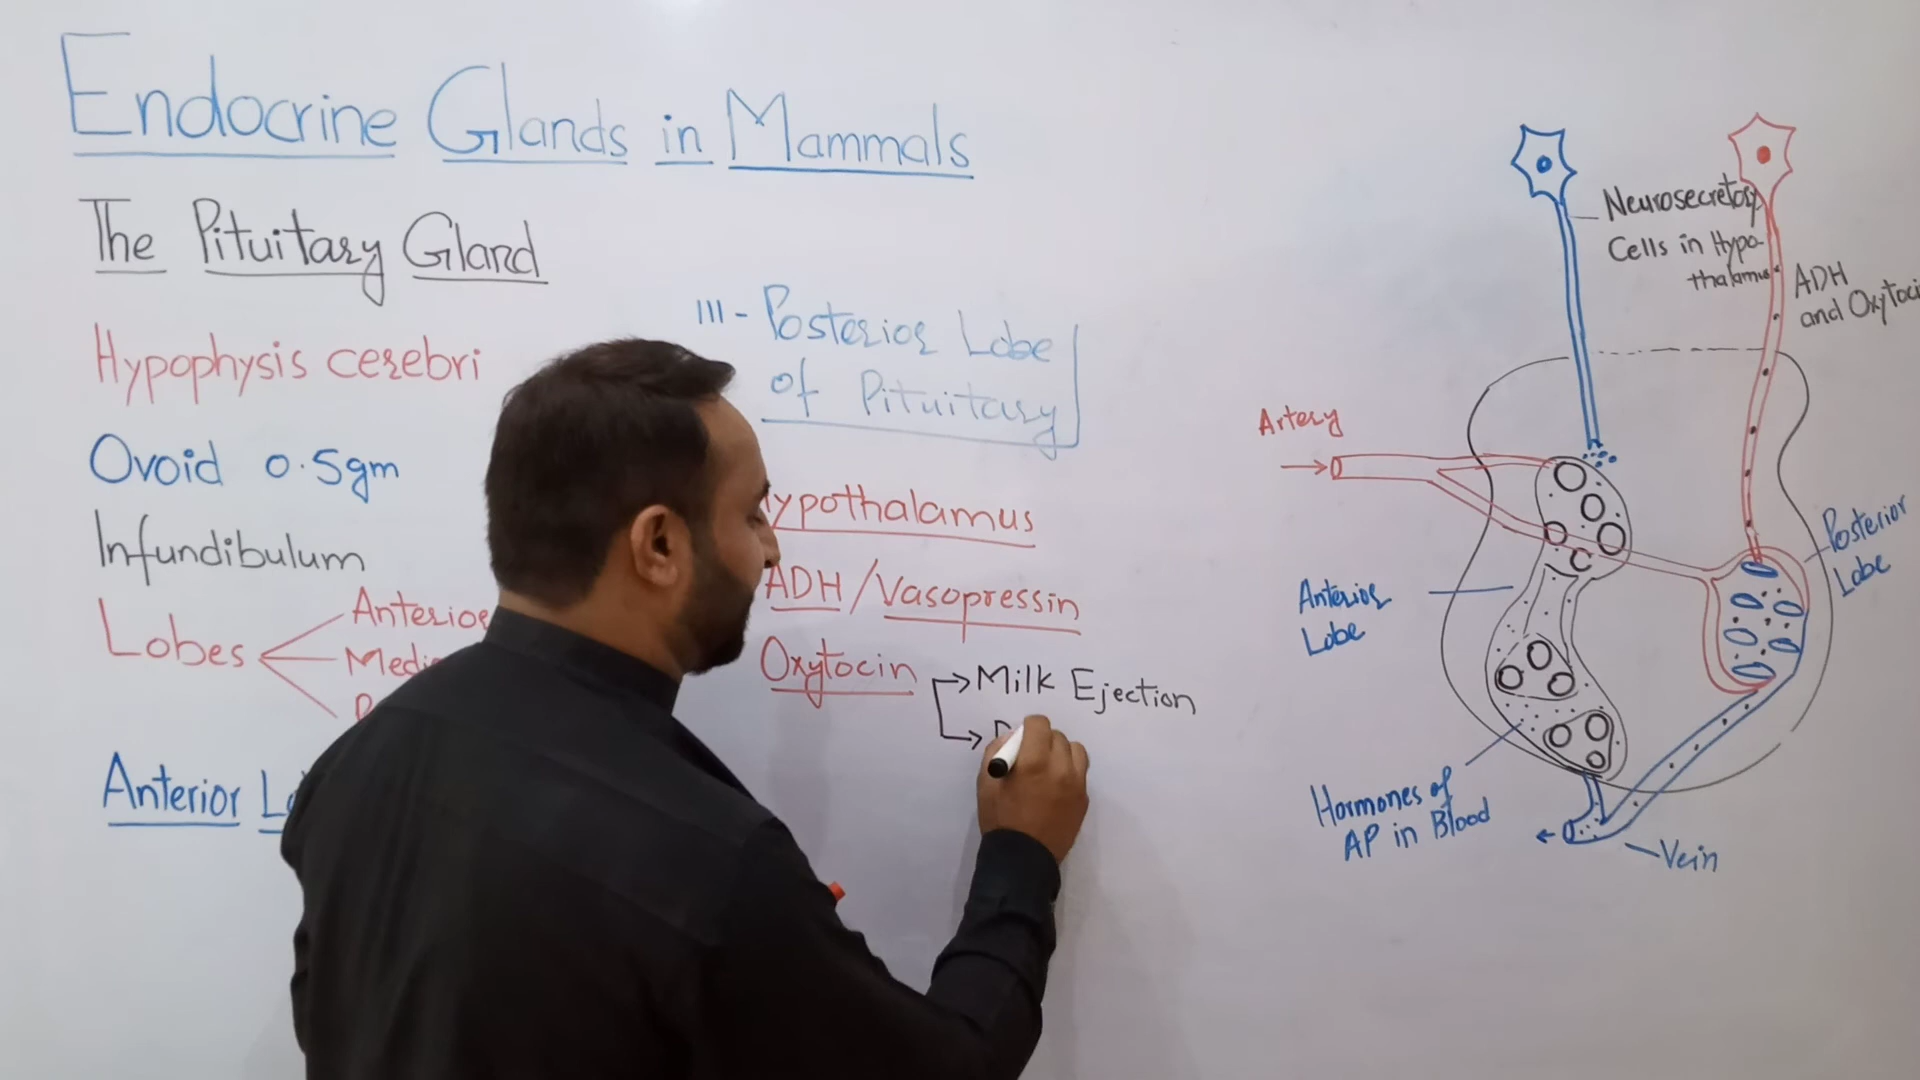 Endocrine Glands in Mammals
The Pituitary Gland
Hypophysis cerebri
Ovoid 0.5gm
Infundibulum
Lobes
Anterior
Anterior
III - Posterior Lobe
of Pituitary
ypothalamus
ADH / Vasopressin
Oxytocin
Milk Ejection
Neurosecretory
Cells in Hypo-
thalamus
ADH
and Oxytoci
Artery
Anterior
Lobe
Posterior
Lobe
Hormones of
AP in Blood
Vein